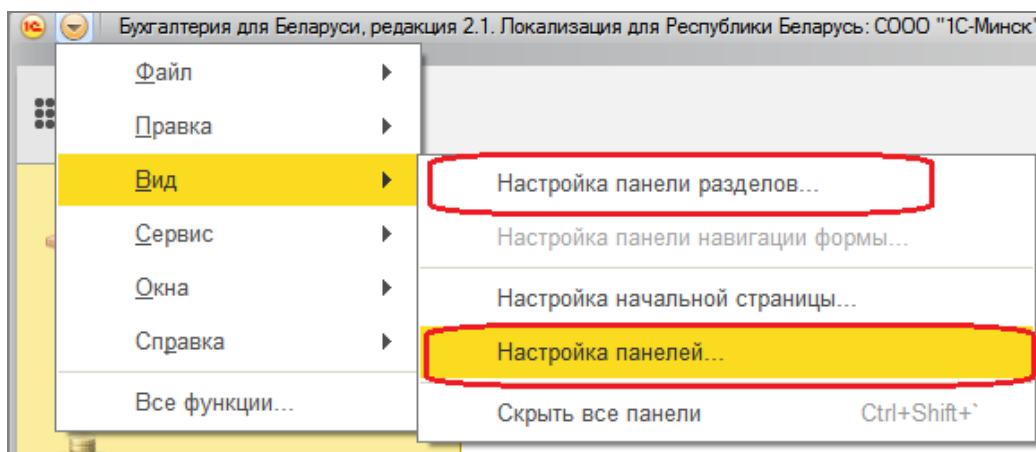 1С Бухгалтерия для Беларуси, редакция 2.1. Локализация для Республики Беларусь: СООО "1С-Минск"
Файл
Правка
Вид
Настройка панели разделов...
Сервис
Настройка панели навигации формы...
Окна
Настройка начальной страницы...
Справка
Настройка панелей...
Все функции...
Скрыть все панели Ctrl+Shift+`